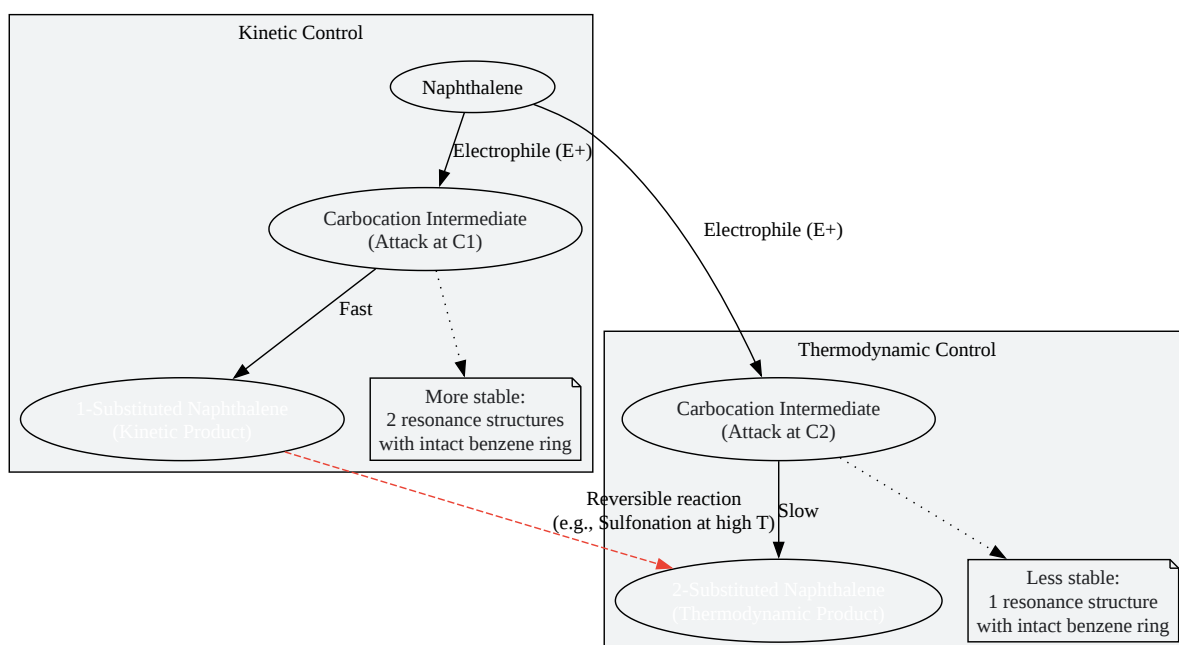 Kinetic Control
Naphthalene
Electrophile (E+)
Carbocation Intermediate
(Attack at C1)
Electrophile (E+)
Fast
1-Substituted Naphthalene
(Kinetic Product)
More stable:
2 resonance structures
with intact benzene ring
Thermodynamic Control
Carbocation Intermediate
(Attack at C2)
Reversible reaction
(e.g., Sulfonation at high T)
Slow
2-Substituted Naphthalene
(Thermodynamic Product)
Less stable:
1 resonance structure
with intact benzene ring